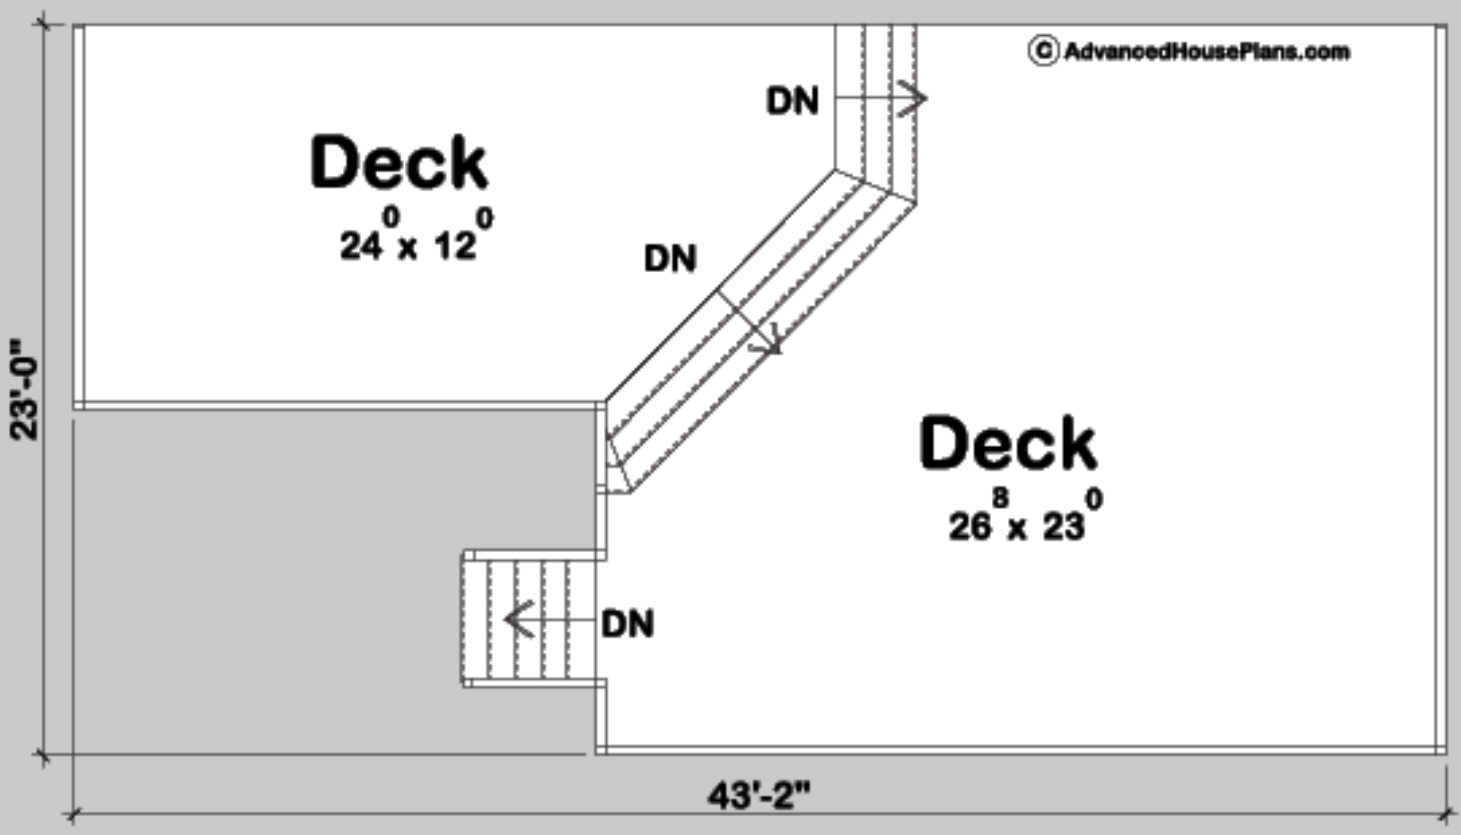 © AdvancedHousePlans.com
DN
Deck
24⁰ x 12⁰
DN
23'-0"
Deck
26⁸ x 23⁰
DN
43'-2"